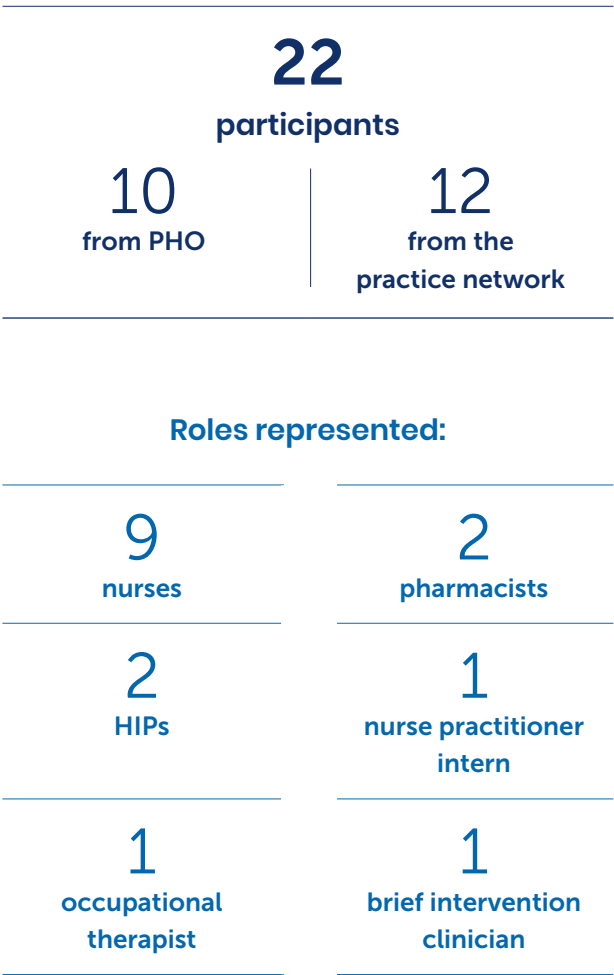 22
participants
10
from PHO
12
from the
practice network
Roles represented:
9
nurses
2
pharmacists
2
HIPs
1
nurse practitioner
intern
1
occupational
therapist
1
brief intervention
clinician